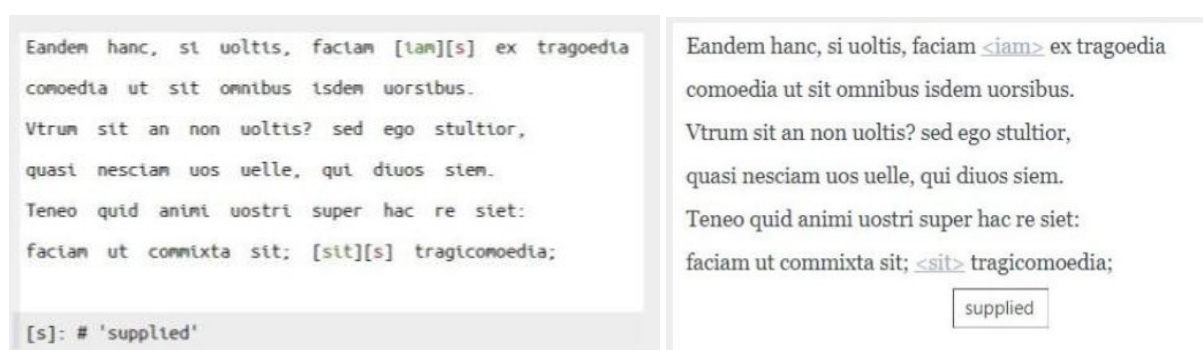 Eandem hanc, si uoltis, faciam [iam][s] ex tragoedia
comoedia ut sit omnibus isdem uorsibus.
Vtrum sit an non uoltis? sed ego stultior,
quasi nesciam uos uelle, qui diuos siem.
Teneo quid animi uostri super hac re siet:
faciam ut commixta sit; [sit][s] tragicomoedia;
[s]: # 'supplied'
Eandem hanc, si uoltis, faciam <iam> ex tragoedia
comoedia ut sit omnibus isdem uorsibus.
Vtrum sit an non uoltis? sed ego stultior,
quasi nesciam uos uelle, qui diuos siem.
Teneo quid animi uostri super hac re siet:
faciam ut commixta sit; <sit> tragicomoedia;
supplied